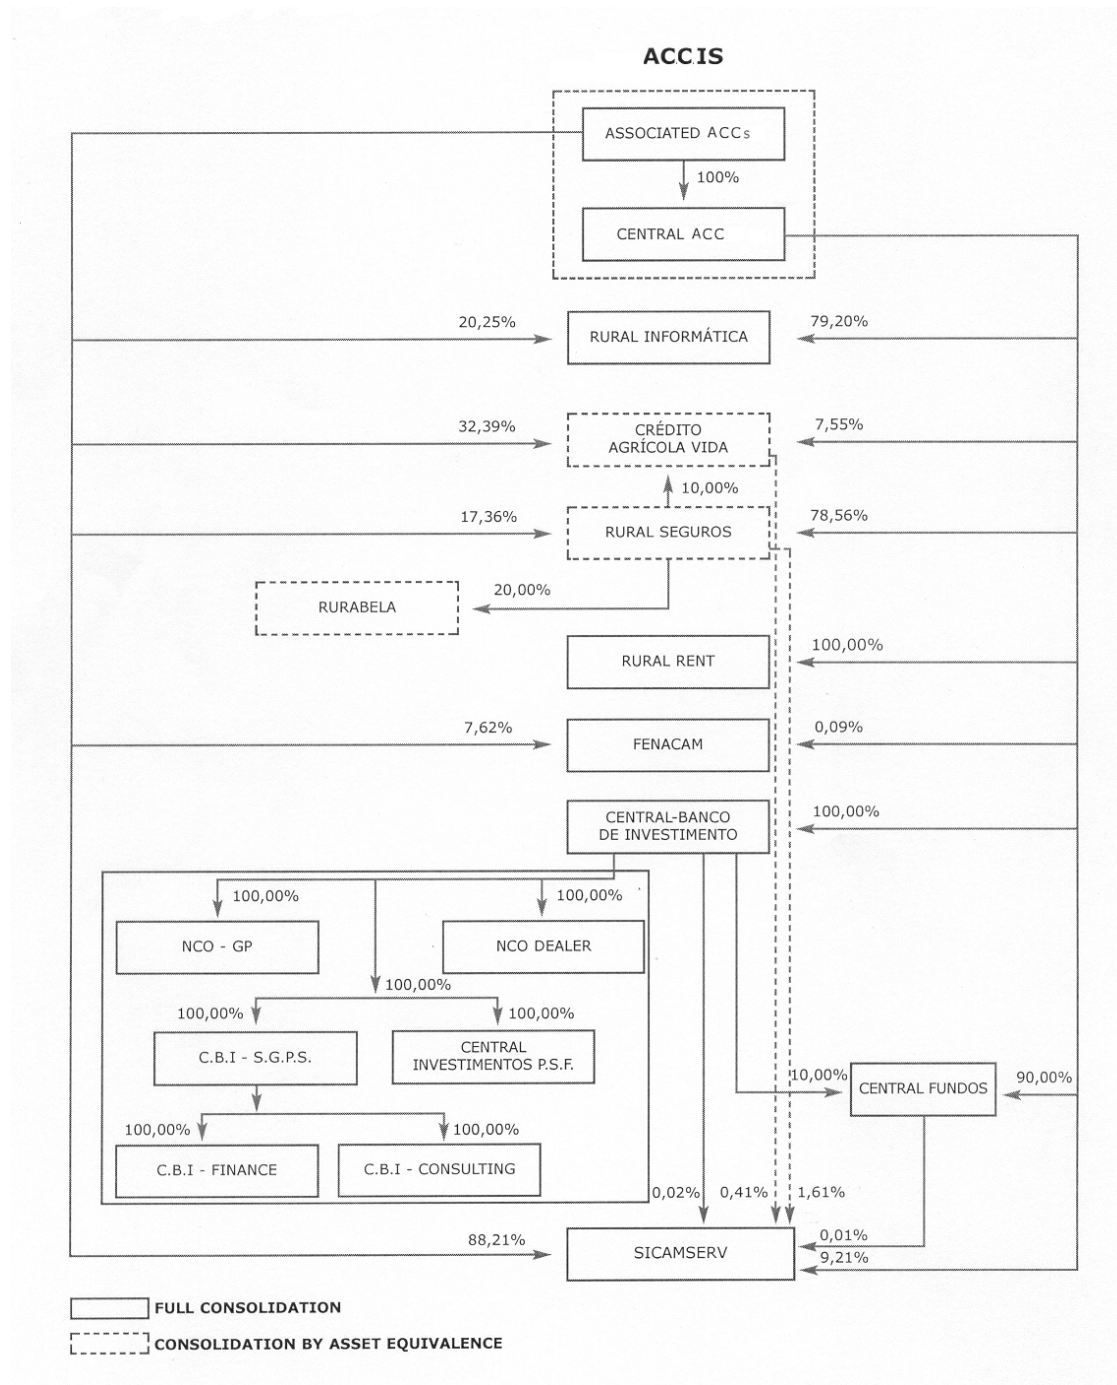 ACCIS
ASSOCIATED ACCs
100%
CENTRAL ACC
20,25%
RURAL INFORMÁTICA
79,20%
32,39%
CRÉDITO
AGRÍCOLA VIDA
7,55%
10,00%
17,36%
RURAL SEGUROS
78,56%
RURABELA
20,00%
RURAL RENT
100,00%
7,62%
FENACAM
0,09%
CENTRAL-BANCO
DE INVESTIMENTO
100,00%
100,00%
100,00%
NCO - GP
NCO DEALER
100,00%
100,00%
100,00%
C.B.I - S.G.P.S.
CENTRAL
INVESTIMENTOS P.S.F.
10,00%
CENTRAL FUNDOS
90,00%
100,00%
100,00%
C.B.I - FINANCE
C.B.I - CONSULTING
0,02%
0,41%
1,61%
88,21%
SICAMSERV
0,01%
9,21%
FULL CONSOLIDATION
CONSOLIDATION BY ASSET EQUIVALENCE